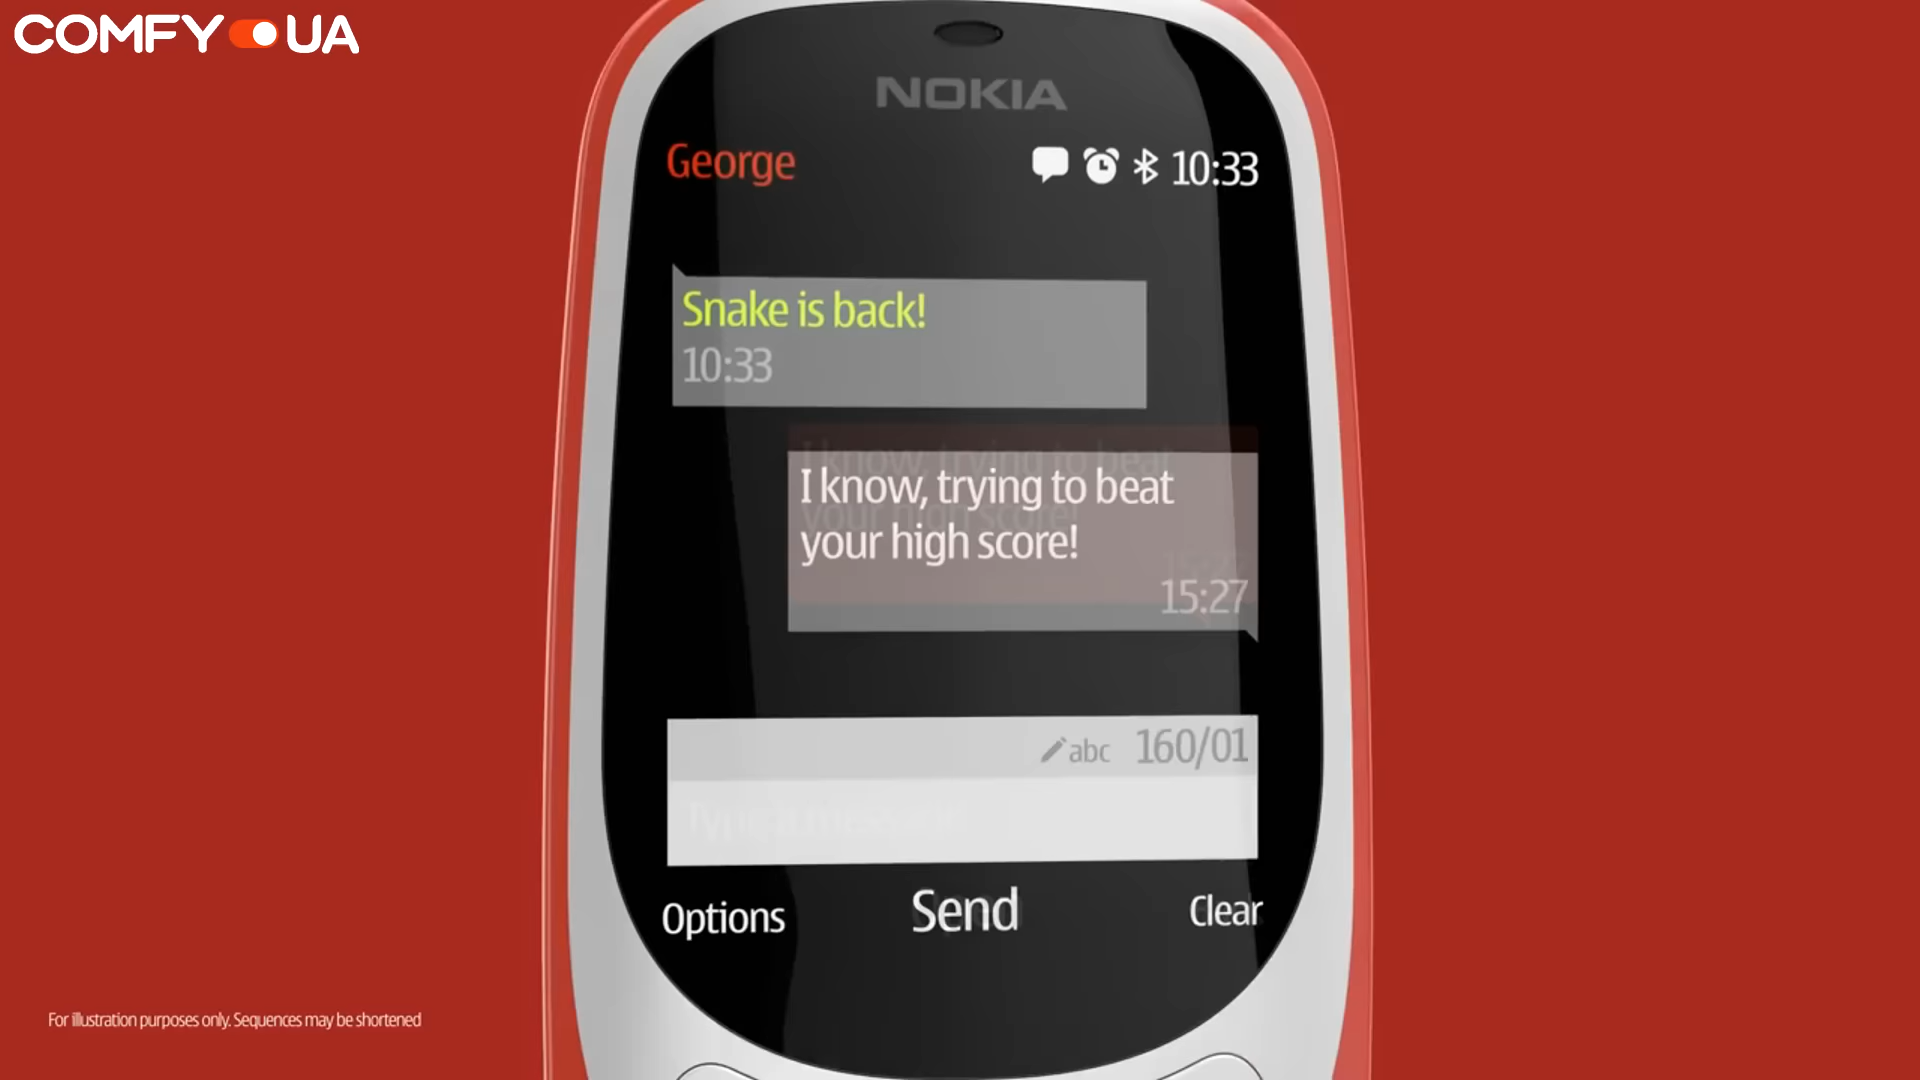 COMFY UA
NOKIA
George
10:33
Snake is back!
10:33
I know, trying to beat
your high score!
15:27
abc 160/01
Options Send Clear
For illustration purposes only. Sequences may be shortened